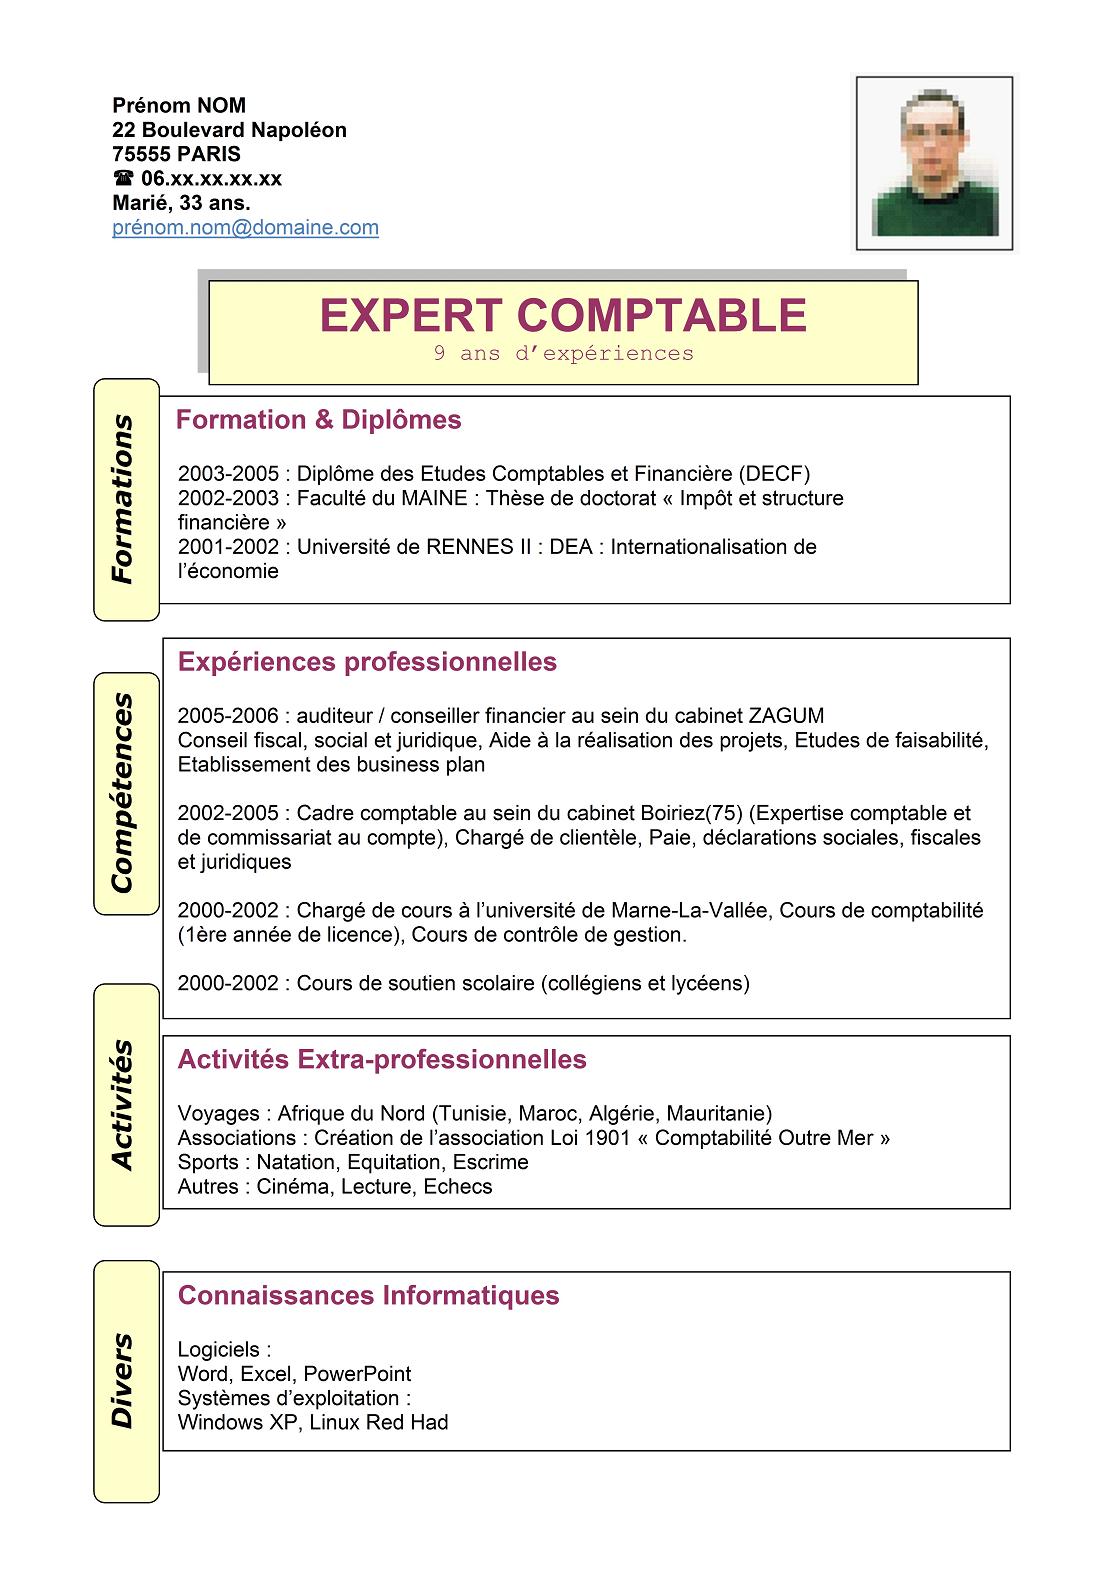 Prénom NOM
22 Boulevard Napoléon
75555 PARIS
☎ 06.xx.xx.xx.xx
Marié, 33 ans.
prénom.nom@domaine.com
EXPERT COMPTABLE
9 ans d’expériences
Formations
Formation & Diplômes
2003-2005 : Diplôme des Etudes Comptables et Financière (DECF)
2002-2003 : Faculté du MAINE : Thèse de doctorat « Impôt et structure
financière »
2001-2002 : Université de RENNES II : DEA : Internationalisation de
l’économie
Compétences
Expériences professionnelles
2005-2006 : auditeur / conseiller financier au sein du cabinet ZAGUM
Conseil fiscal, social et juridique, Aide à la réalisation des projets, Etudes de faisabilité,
Etablissement des business plan
2002-2005 : Cadre comptable au sein du cabinet Boiriez(75) (Expertise comptable et
de commissariat au compte), Chargé de clientèle, Paie, déclarations sociales, fiscales
et juridiques
2000-2002 : Chargé de cours à l’université de Marne-La-Vallée, Cours de comptabilité
(1ère année de licence), Cours de contrôle de gestion.
2000-2002 : Cours de soutien scolaire (collégiens et lycéens)
Activités
Activités Extra-professionnelles
Voyages : Afrique du Nord (Tunisie, Maroc, Algérie, Mauritanie)
Associations : Création de l’association Loi 1901 « Comptabilité Outre Mer »
Sports : Natation, Equitation, Escrime
Autres : Cinéma, Lecture, Echecs
Divers
Connaissances Informatiques
Logiciels :
Word, Excel, PowerPoint
Systèmes d’exploitation :
Windows XP, Linux Red Had